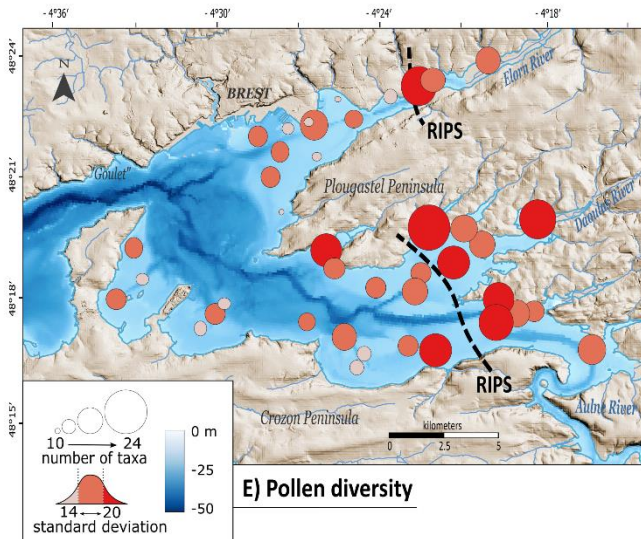 - 4°36 - 4°30 - 4°24 - 4°18
48°24
48°21
48°18
48°15
N
BREST
Elorn River
RIPS
"Goulet"
Plougastel Peninsula
Daoulas River
RIPS
Aulne River
Crozon Peninsula
kilometers
0 2.5 5
10 24
number of taxa
14 20
standard deviation
0 m
-25
-50
E) Pollen diversity